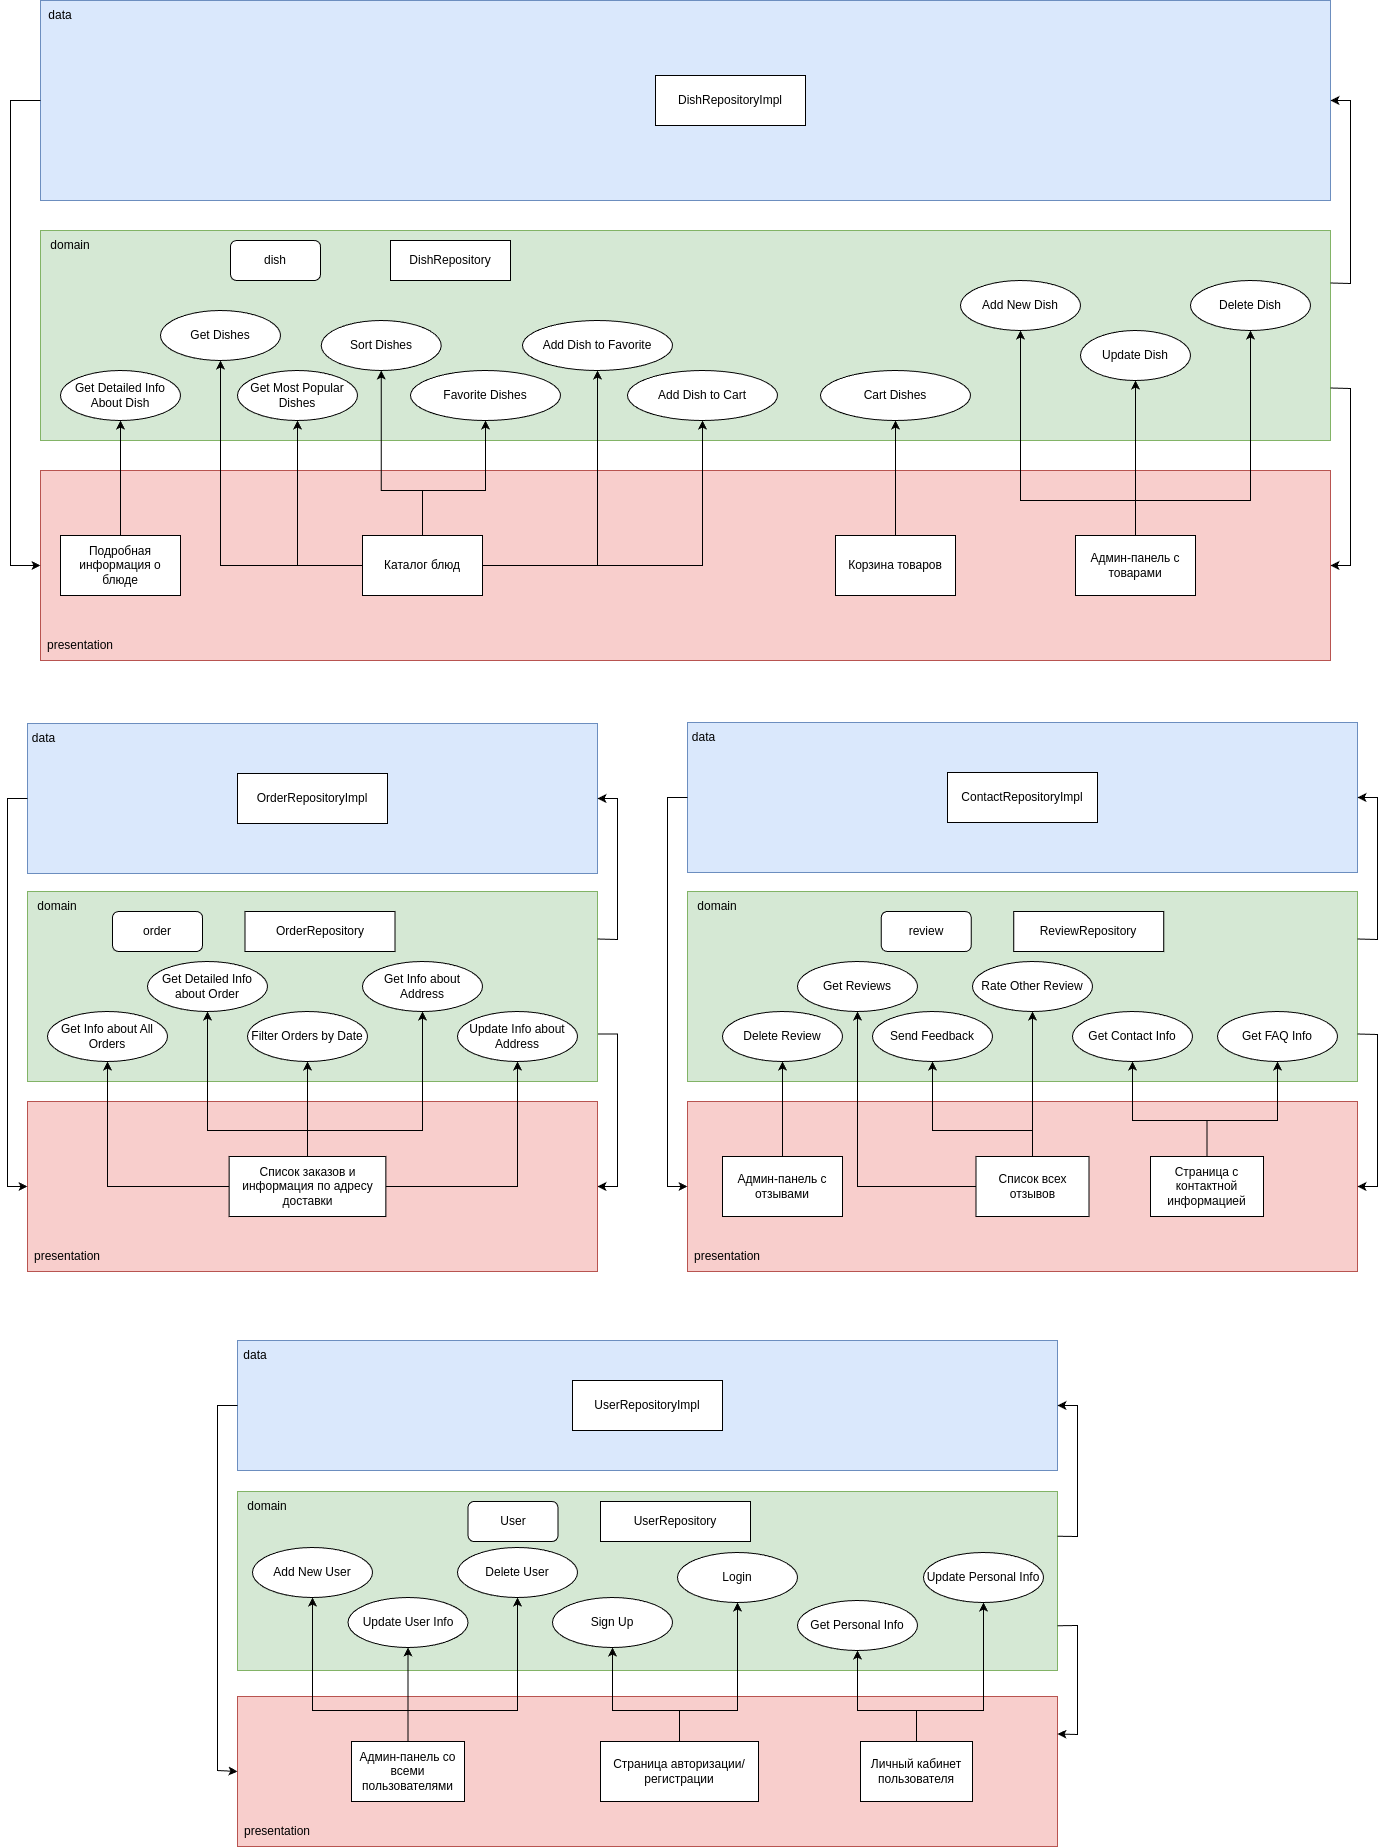 data
DishRepositoryImpl
domain
dish
DishRepository
Add New Dish
Delete Dish
Get Dishes
Sort Dishes
Add Dish to Favorite
Update Dish
Get Detailed Info
About Dish
Get Most Popular
Dishes
Favorite Dishes
Add Dish to Cart
Cart Dishes
Подробная
информация о
блюде
Каталог блюд
Корзина товаров
Админ-панель с
товарами
presentation
data
OrderRepositoryImpl
domain
order
OrderRepository
Get Detailed Info
about Order
Get Info about
Address
Get Info about All
Orders
Filter Orders by Date
Update Info about
Address
Список заказов и
информация по адресу
доставки
presentation
data
ContactRepositoryImpl
domain
review
ReviewRepository
Get Reviews
Rate Other Review
Delete Review
Send Feedback
Get Contact Info
Get FAQ Info
Админ-панель с
отзывами
Список всех
отзывов
Страница с
контактной
информацией
presentation
data
UserRepositoryImpl
domain
User
UserRepository
Add New User
Delete User
Login
Update Personal Info
Update User Info
Sign Up
Get Personal Info
Админ-панель со
всеми
пользователями
Страница авторизации/
регистрации
Личный кабинет
пользователя
presentation